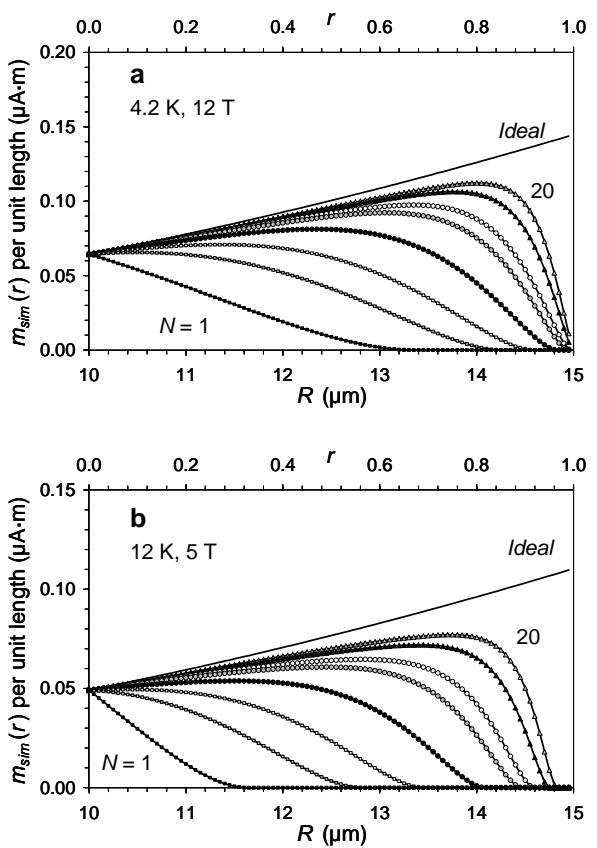 r
0.0 0.2 0.4 0.6 0.8 1.0
0.20
0.15
0.10
0.05
0.00
m_sim (r) per unit length (μA·m)
a
4.2 K, 12 T
Ideal
20
N = 1
10 11 12 13 14 15
R (μm)
r
0.0 0.2 0.4 0.6 0.8 1.0
0.15
0.10
0.05
0.00
m_sim (r) per unit length (μA·m)
b
12 K, 5 T
Ideal
20
N = 1
10 12 12 13 14 15
R (μm)